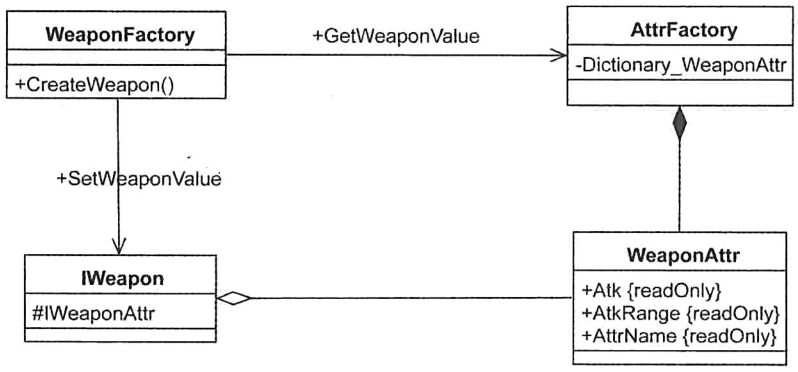 WeaponFactory
+CreateWeapon()
+GetWeaponValue
AttrFactory
-Dictionary_WeaponAttr
+SetWeaponValue
IWeapon
#IWeaponAttr
WeaponAttr
+Atk {readOnly}
+AtkRange {readOnly}
+AttrName {readOnly}